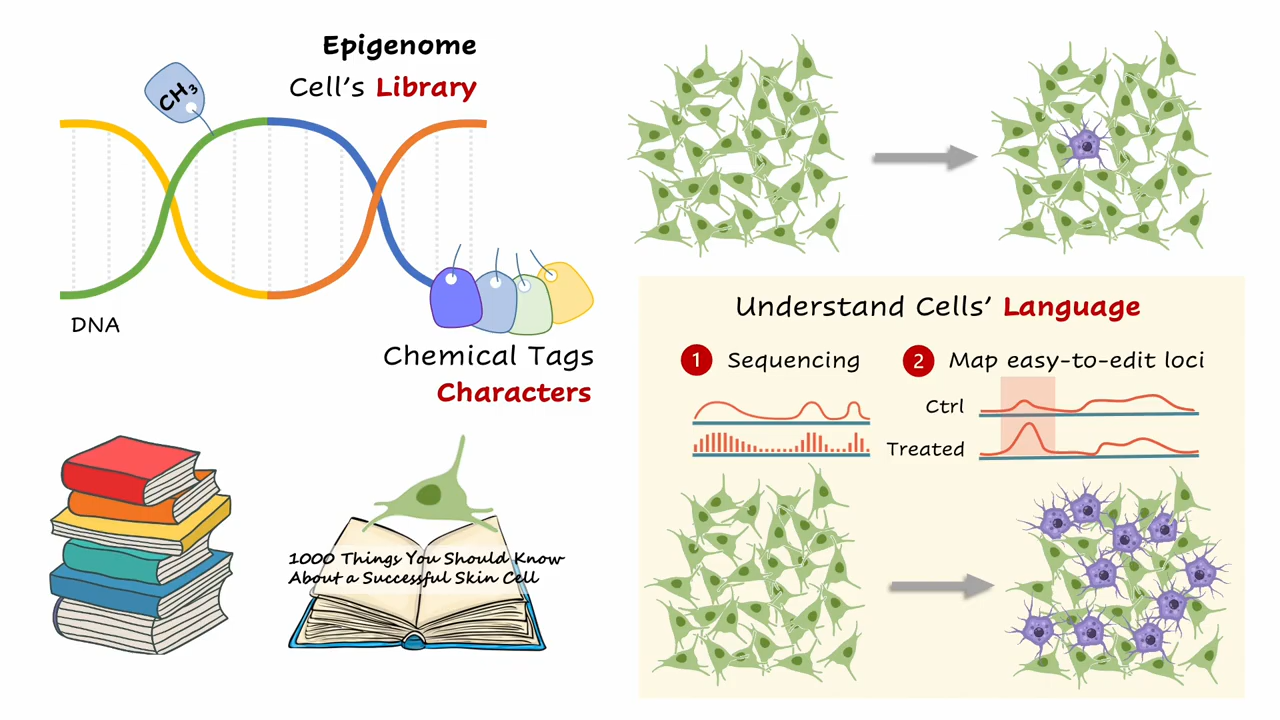 Epigenome
Cell's Library
CH3
DNA
Chemical Tags
Characters
1000 Things You Should Know
About a Successful Skin Cell
Understand Cells' Language
1 Sequencing
2 Map easy-to-edit loci
Ctrl
Treated